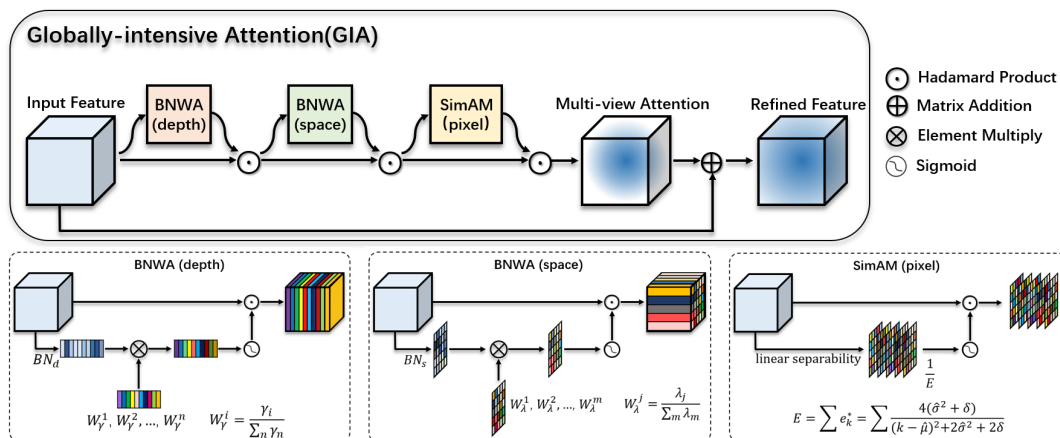 Globally-intensive Attention(GIA)
Input Feature
BNWA
(depth)
BNWA
(space)
SimAM
(pixel)
Multi-view Attention
Refined Feature
Hadamard Product
Matrix Addition
Element Multiply
Sigmoid
BNWA (depth)
BN_d
W_γ^1, W_γ^2, ..., W_γ^n
W_γ^i = γ_i / ∑_n γ_n
BNWA (space)
BN_s
W_λ^1, W_λ^2, ..., W_λ^m
W_λ^j = λ_j / ∑_m λ_m
SimAM (pixel)
linear separability
1/E
E = ∑ e_k^* = ∑ 4(σ̂^2 + δ) / (k − μ̂)^2+2σ̂^2 + 2δ